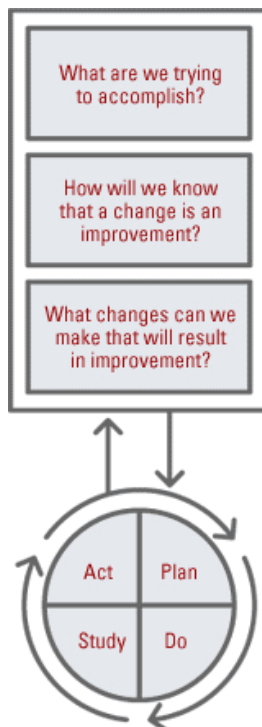 What are we trying
to accomplish?
How will we know
that a change is an
improvement?
What changes can we
make that will result
in improvement?
Act Plan
Study Do